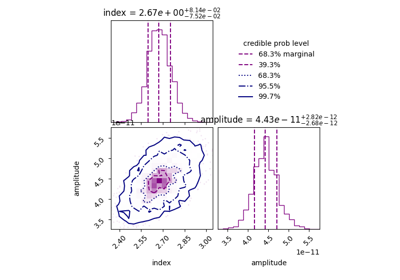 index = 2.67e+00 +8.14e-02 -7.52e-02
credible prob level
68.3% marginal
39.3%
68.3%
95.5%
99.7%
1e-11
amplitude = 4.43e-11 +2.82e-12 -2.68e-12
amplitude
5.5
5.0
4.5
4.0
3.5
2.40
2.55
2.70
2.85
3.00
index
3.5
4.5
5.0
5.5
1e-11
amplitude